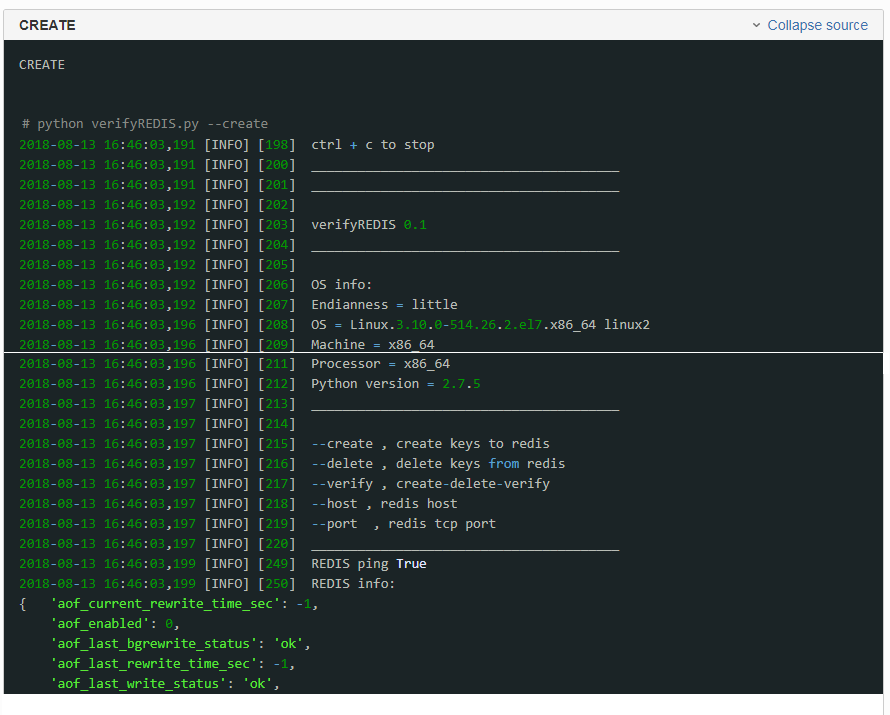 CREATE
Collapse source
CREATE
# python verifyREDIS.py --create
2018-08-13 16:46:03,191 [INFO] [198]  ctrl + c to stop
2018-08-13 16:46:03,191 [INFO] [200]  ________________________________________
2018-08-13 16:46:03,191 [INFO] [201]  ________________________________________
2018-08-13 16:46:03,192 [INFO] [202]
2018-08-13 16:46:03,192 [INFO] [203]  verifyREDIS 0.1
2018-08-13 16:46:03,192 [INFO] [204]  ________________________________________
2018-08-13 16:46:03,192 [INFO] [205]
2018-08-13 16:46:03,192 [INFO] [206]  OS info:
2018-08-13 16:46:03,192 [INFO] [207]  Endianness = little
2018-08-13 16:46:03,196 [INFO] [208]  OS = Linux.3.10.0-514.26.2.el7.x86_64 linux2
2018-08-13 16:46:03,196 [INFO] [209]  Machine = x86_64
2018-08-13 16:46:03,196 [INFO] [211]  Processor = x86_64
2018-08-13 16:46:03,196 [INFO] [212]  Python version = 2.7.5
2018-08-13 16:46:03,197 [INFO] [213]  ________________________________________
2018-08-13 16:46:03,197 [INFO] [214]
2018-08-13 16:46:03,197 [INFO] [215]  --create , create keys to redis
2018-08-13 16:46:03,197 [INFO] [216]  --delete , delete keys from redis
2018-08-13 16:46:03,197 [INFO] [217]  --verify , create-delete-verify
2018-08-13 16:46:03,197 [INFO] [218]  --host , redis host
2018-08-13 16:46:03,197 [INFO] [219]  --port  , redis tcp port
2018-08-13 16:46:03,197 [INFO] [220]  ________________________________________
2018-08-13 16:46:03,199 [INFO] [249]  REDIS ping True
2018-08-13 16:46:03,199 [INFO] [250]  REDIS info:
{   'aof_current_rewrite_time_sec': -1,
    'aof_enabled': 0,
    'aof_last_bgrewrite_status': 'ok',
    'aof_last_rewrite_time_sec': -1,
    'aof_last_write_status': 'ok',